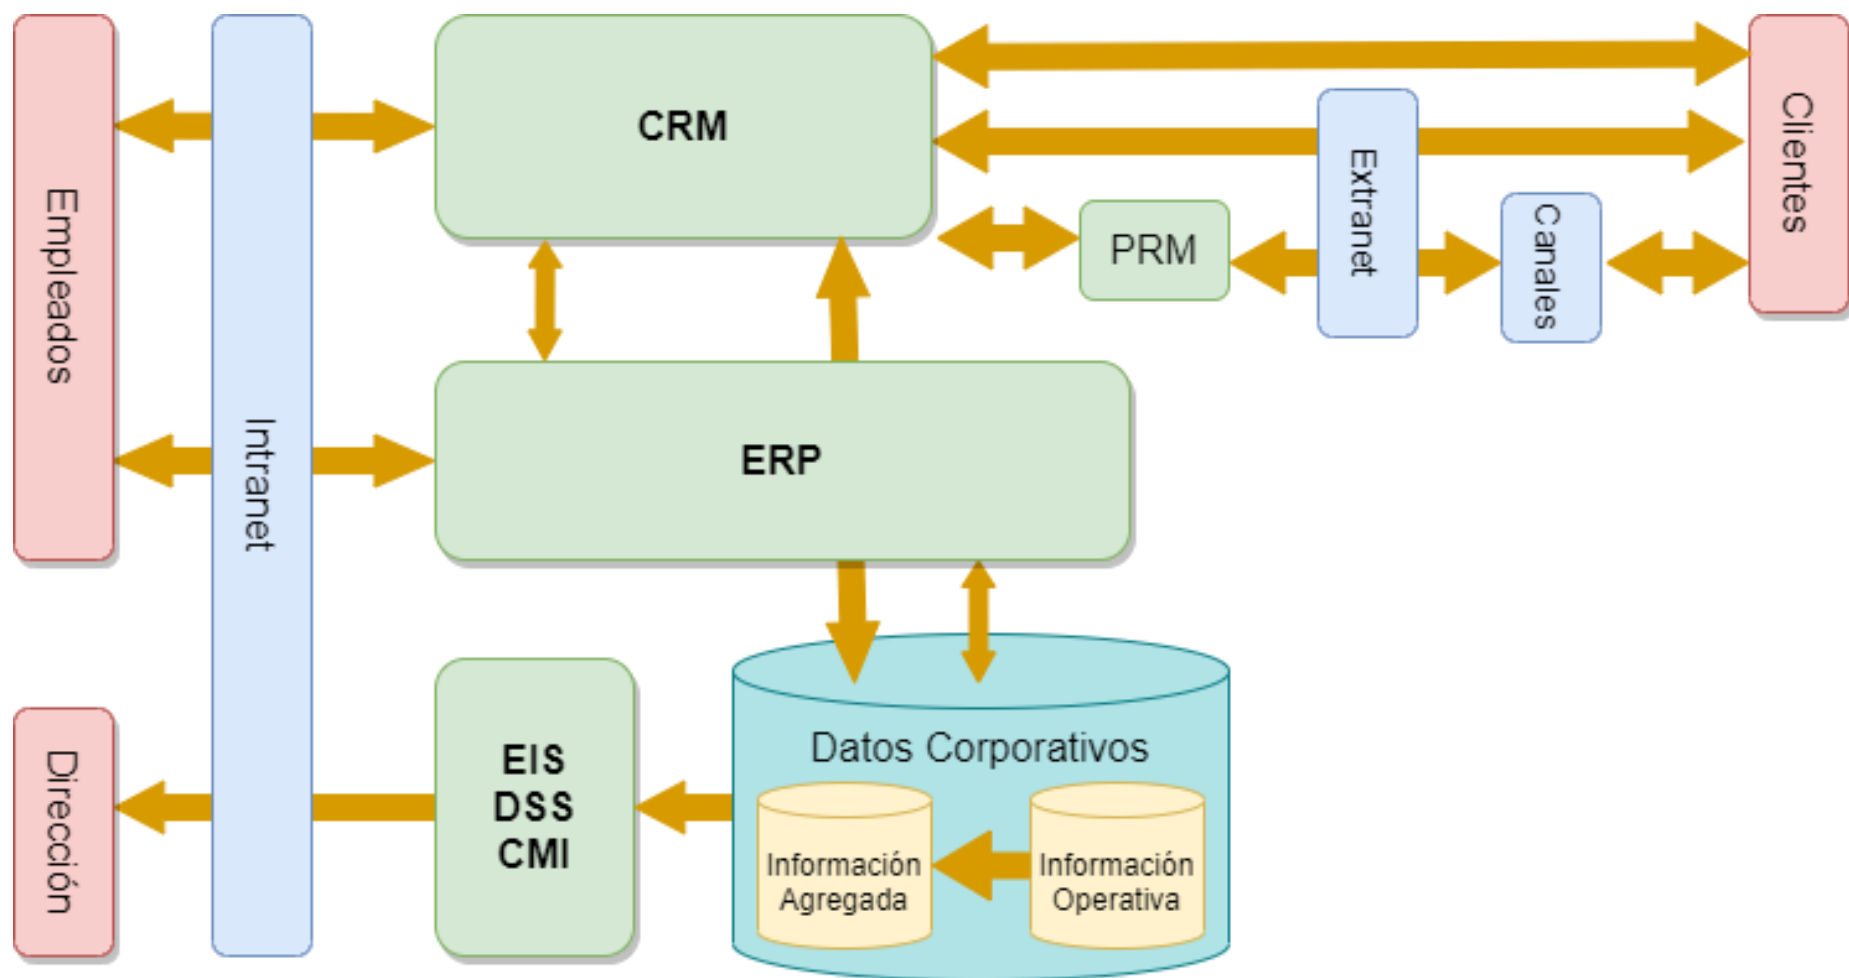 Empleados
Intranet
CRM
Extranet
Clientes
PRM
Canales
ERP
Dirección
EIS
DSS
CMI
Datos Corporativos
Información
Agregada
Información
Operativa